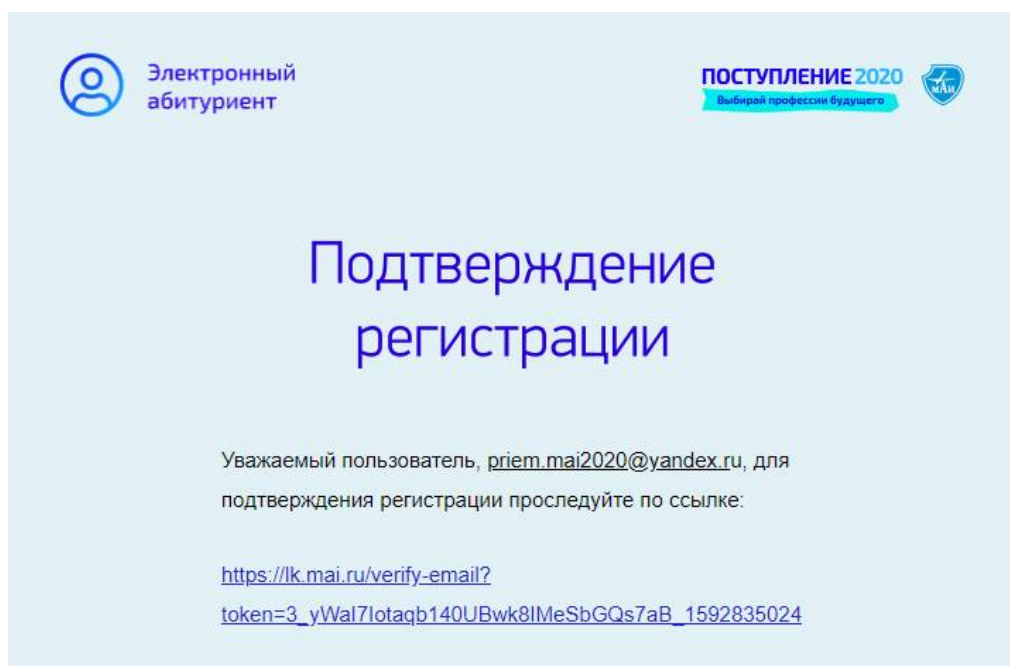 Электронный
абитуриент
ПОСТУПЛЕНИЕ 2020
Выбирай профессии будущего
МАИ
Подтверждение
регистрации
Уважаемый пользователь, priem.mai2020@yandex.ru, для
подтверждения регистрации проследуйте по ссылке:
https://lk.mai.ru/verify-email?
token=3_yWaI7Iotaqb140UBwk8IMeSbGQs7aB_1592835024